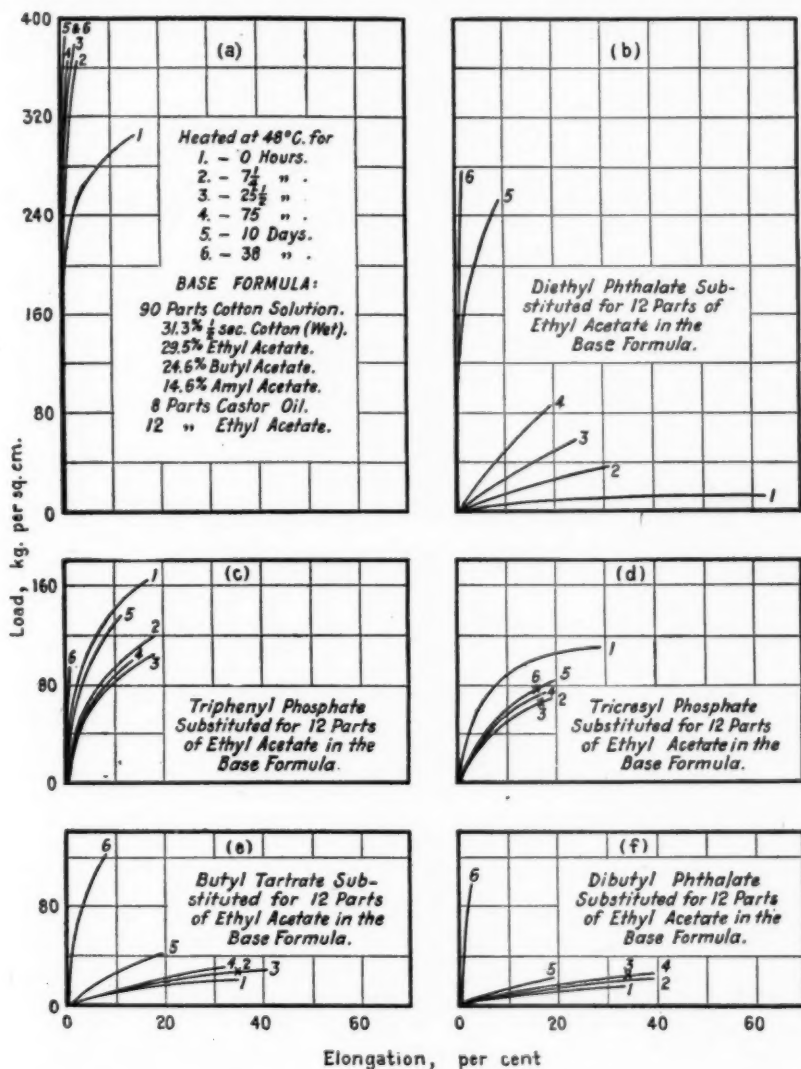 400
320
240
160
80
0
5 & 6
4
3
2
1
(a)
Heated at 48°C. for
1. - 0 Hours.
2. - 7 1/4 " .
3. - 25 1/2 " .
4. - 75 " .
5. - 10 Days.
6. - 38 " .
BASE FORMULA:
90 Parts Cotton Solution.
31.3% 1/2 sec. Cotton (Wet).
29.5% Ethyl Acetate.
24.6% Butyl Acetate.
14.6% Amyl Acetate.
8 Parts Castor Oil.
12 " Ethyl Acetate.
(b)
6
5
Diethyl Phthalate Sub-
stituted for 12 Parts of
Ethyl Acetate in the
Base Formula.
4
3
2
1
Load, kg. per sq. cm.
160
80
0
(c)
1
5
2
6
4
3
Triphenyl Phosphate
Substituted for 12 Parts
of Ethyl Acetate in the
Base Formula.
(d)
1
6
5
4
2
3
Tricresyl Phosphate
Substituted for 12 Parts
of Ethyl Acetate in the
Base Formula.
80
0
(e)
6
Butyl Tartrate Sub-
stituted for 12 Parts
of Ethyl Acetate in the
Base Formula.
5
4 x 2
3
1
0 20 40 60
(f)
6
Dibutyl Phthalate
Substituted for 12 Parts
of Ethyl Acetate in the
Base Formula.
5
3
4
2
1
0 20 40 60
Elongation, per cent